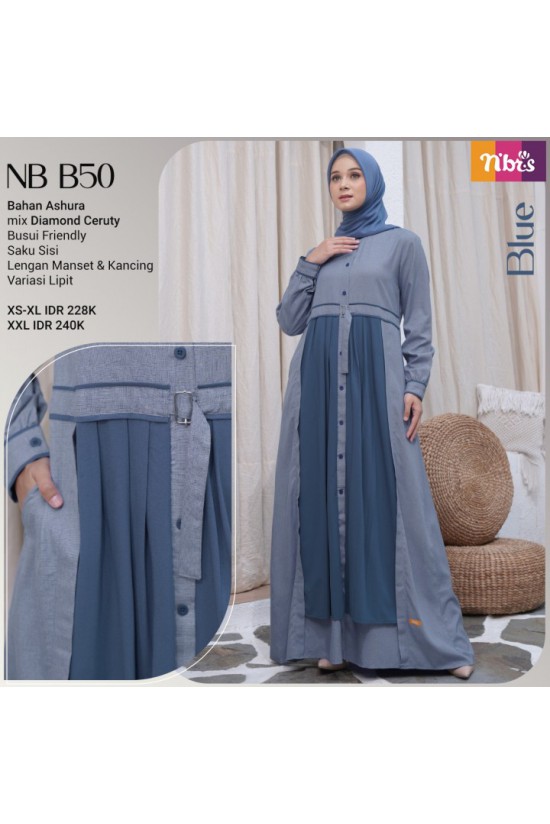 NB B50
Bahan Ashura
mix Diamond Ceruty
Busui Friendly
Saku Sisi
Lengan Manset & Kancing
Variasi Lipit
XS-XL IDR 228K
XXL IDR 240K
Nibr's
Blue